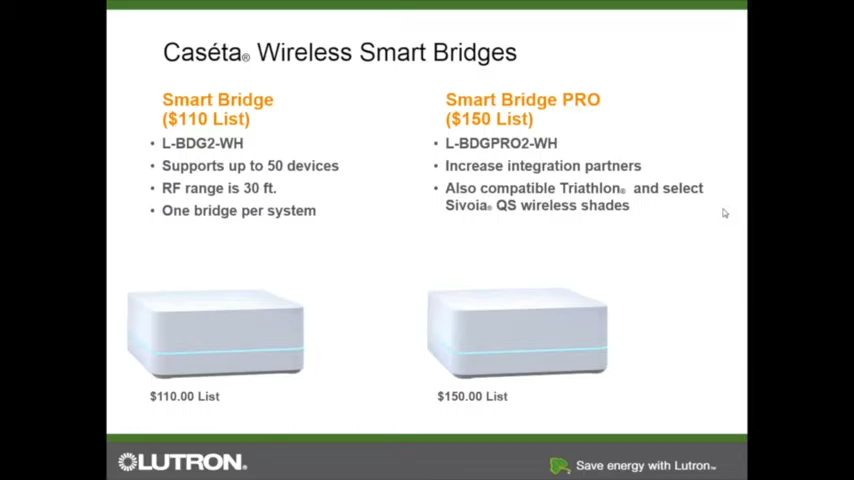 Caséta® Wireless Smart Bridges
Smart Bridge
($110 List)
• L-BDG2-WH
• Supports up to 50 devices
• RF range is 30 ft.
• One bridge per system
Smart Bridge PRO
($150 List)
• L-BDGPRO2-WH
• Increase integration partners
• Also compatible Triathlon® and select
Sivoia® QS wireless shades
$110.00 List
$150.00 List
LUTRON®
Save energy with Lutron™